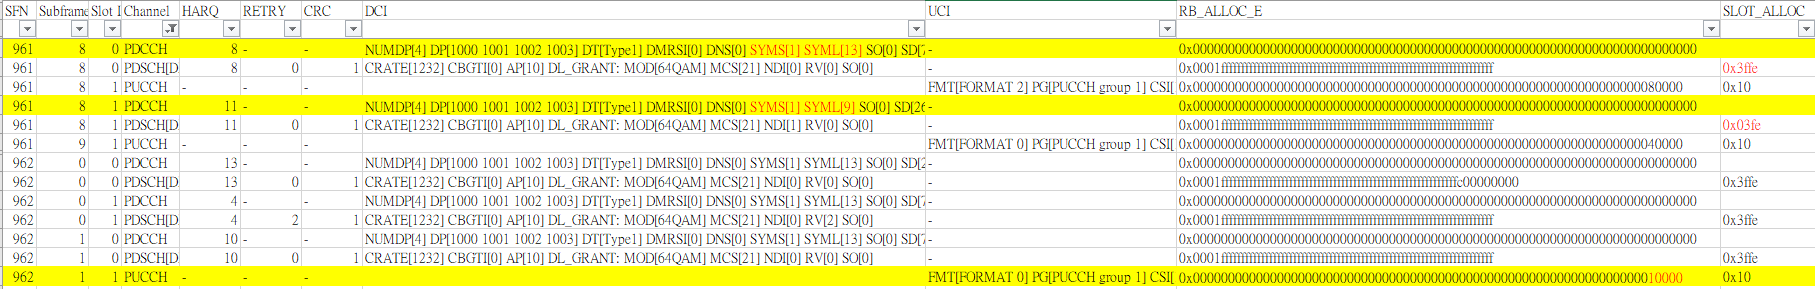 SFN Subframe Slot I Channel HARQ RETRY CRC DCI UCI RB_ALLOC_E SLOT_ALLOC
961 8 0 PDCCH 8 - - NUMDP[4] DP[1000 1001 1002 1003] DT[Type1] DMRSI[0] DNS[0] SYMS[1] SYML[13] SO[0] SD[7 - 0x000000000000000000000000000000000000000000000000000000000000000000000000
961 8 0 PDSCH[D 8 0 1 CRATE[1232] CBGTI[0] AP[10] DL_GRANT: MOD[64QAM] MCS[21] NDI[0] RV[0] SO[0] - 0x0001ffffffffffffffffffffffffffffffffffffffffffffffffffffffffffffffffffff 0x3ffe
961 8 1 PUCCH - - - FMT[FORMAT 2] PG[PUCCH group 1] CSI[ 0x0000000000000000000000000000000000000000000000000000000000000000080000 0x10
961 8 1 PDCCH 11 - - NUMDP[4] DP[1000 1001 1002 1003] DT[Type1] DMRSI[0] DNS[0] SYMS[1] SYML[9] SO[0] SD[26 - 0x000000000000000000000000000000000000000000000000000000000000000000000000
961 8 1 PDSCH[D 11 0 1 CRATE[1232] CBGTI[0] AP[10] DL_GRANT: MOD[64QAM] MCS[21] NDI[1] RV[0] SO[0] - 0x0001ffffffffffffffffffffffffffffffffffffffffffffffffffffffffffffffffffff 0x03fe
961 9 1 PUCCH - - - FMT[FORMAT 0] PG[PUCCH group 1] CSI[ 0x0000000000000000000000000000000000000000000000000000000000000000040000 0x10
962 0 0 PDCCH 13 - - NUMDP[4] DP[1000 1001 1002 1003] DT[Type1] DMRSI[0] DNS[0] SYMS[1] SYML[13] SO[0] SD[2 - 0x000000000000000000000000000000000000000000000000000000000000000000000000
962 0 0 PDSCH[D 13 0 1 CRATE[1232] CBGTI[0] AP[10] DL_GRANT: MOD[64QAM] MCS[21] NDI[0] RV[0] SO[0] - 0x0001fffffffffffffffffffffffffffffffffffffffffffffffffffffffffffc00000000 0x3ffe
962 0 1 PDCCH 4 - - NUMDP[4] DP[1000 1001 1002 1003] DT[Type1] DMRSI[0] DNS[0] SYMS[1] SYML[13] SO[0] SD[7 - 0x000000000000000000000000000000000000000000000000000000000000000000000000
962 0 1 PDSCH[D 4 2 1 CRATE[1232] CBGTI[0] AP[10] DL_GRANT: MOD[64QAM] MCS[21] NDI[0] RV[2] SO[0] - 0x0001ffffffffffffffffffffffffffffffffffffffffffffffffffffffffffffffffffff 0x3ffe
962 1 0 PDCCH 10 - - NUMDP[4] DP[1000 1001 1002 1003] DT[Type1] DMRSI[0] DNS[0] SYMS[1] SYML[13] SO[0] SD[7 - 0x000000000000000000000000000000000000000000000000000000000000000000000000
962 1 0 PDSCH[D 10 0 1 CRATE[1232] CBGTI[0] AP[10] DL_GRANT: MOD[64QAM] MCS[21] NDI[0] RV[0] SO[0] - 0x0001ffffffffffffffffffffffffffffffffffffffffffffffffffffffffffffffffffff 0x3ffe
962 1 1 PUCCH - - - FMT[FORMAT 0] PG[PUCCH group 1] CSI[ 0x0000000000000000000000000000000000000000000000000000000000000000010000 0x10